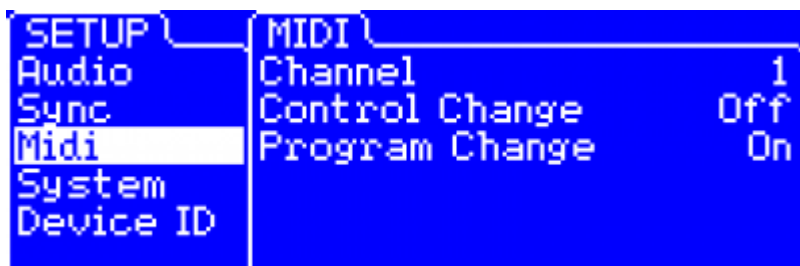 SETUP
Audio
Sync
Midi
System
Device ID
MIDI
Channel 1
Control Change Off
Program Change On